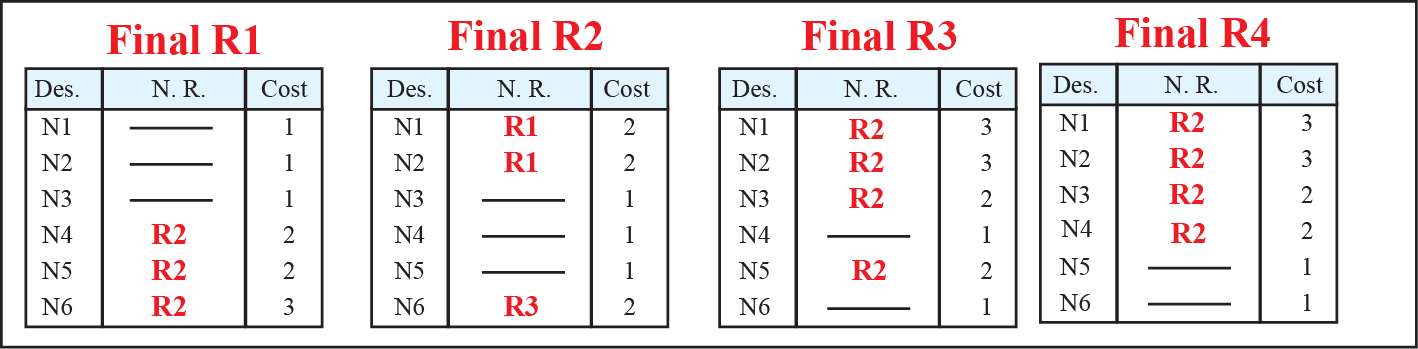 Final R1
Des. N. R. Cost
N1 1
N2 1
N3 1
N4 R2 2
N5 R2 2
N6 R2 3
Final R2
Des. N. R. Cost
N1 R1 2
N2 R1 2
N3 1
N4 1
N5 1
N6 R3 2
Final R3
Des. N. R. Cost
N1 R2 3
N2 R2 3
N3 R2 2
N4 1
N5 R2 2
N6 1
Final R4
Des. N. R. Cost
N1 R2 3
N2 R2 3
N3 R2 2
N4 R2 2
N5 1
N6 1